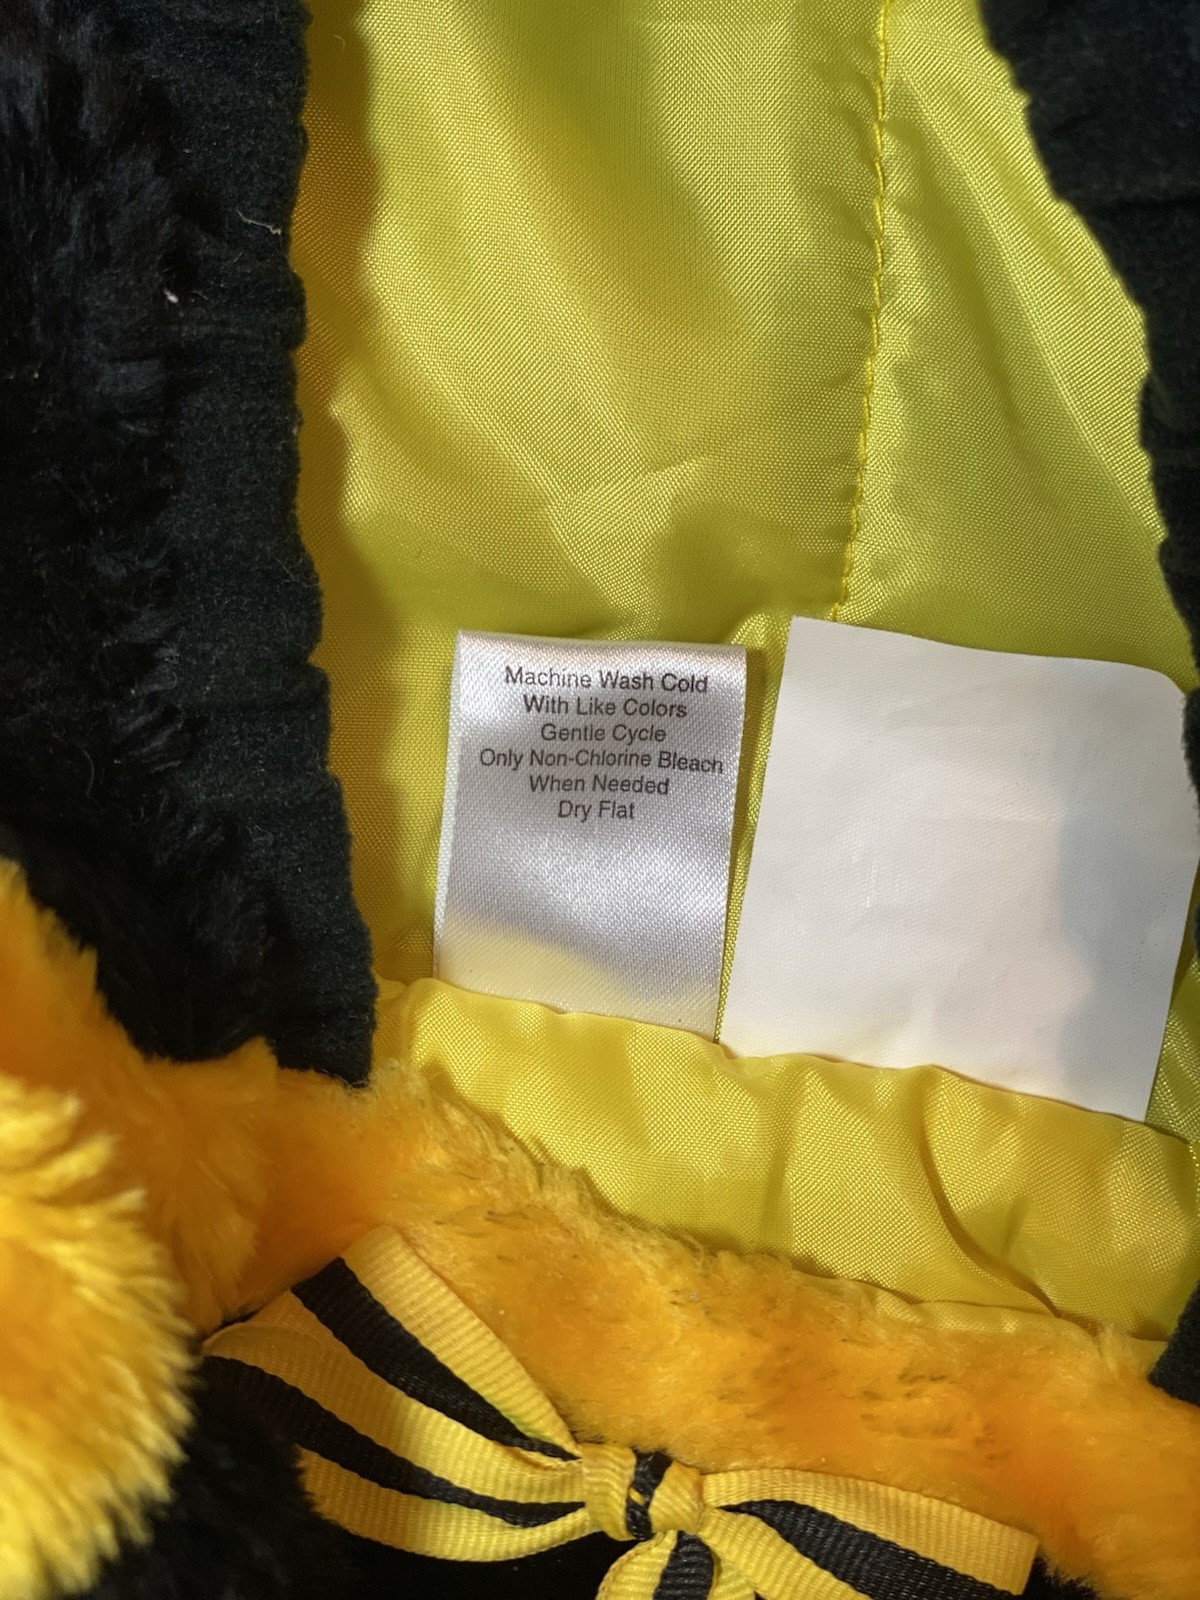 Machine Wash Cold
With Like Colors
Gentle Cycle
Only Non-Chlorine Bleach
When Needed
Dry Flat